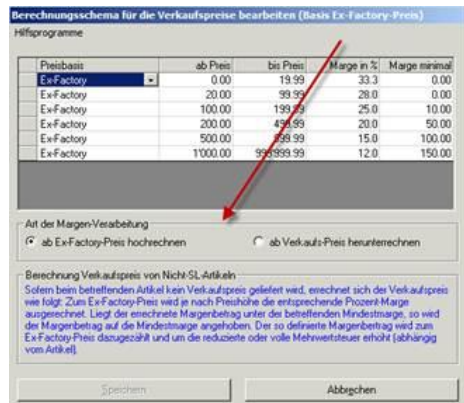 Berechnungsschema für die Verkaufspreise bearbeiten (Basis Ex-Factory-Preis)
Hilfsprogramme
Preisbasis ab Preis bis Preis Marge in % Marge minimal
Ex-Factory 0.00 19.99 33.3 0.00
Ex-Factory 20.00 99.99 28.0 0.00
Ex-Factory 100.00 199.99 25.0 10.00
Ex-Factory 200.00 499.99 20.0 50.00
Ex-Factory 500.00 999.99 15.0 100.00
Ex-Factory 1'000.00 999'999.99 12.0 150.00
Art der Margen-Verarbeitung
ab Ex-Factory-Preis hochrechnen ab Verkaufs-Preis herunterrechnen
Berechnung Verkaufspreis von Nicht-SL-Artikeln
Sofern beim betreffenden Artikel kein Verkaufspreis geliefert wird, errechnet sich der Verkaufspreis
wie folgt: Zum Ex-Factory-Preis wird je nach Preishöhe die entsprechende Prozent-Marge
ausgerechnet. Liegt der errechnete Margenbetrag unter der betreffenden Mindestmarge, so wird
der Margenbetrag auf die Mindestmarge angehoben. Der so definierte Margenbetrag wird zum
Ex-Factory-Preis dazugezählt und um die reduzierte oder volle Mehrwertsteuer erhöht (abhängig
vom Artikel).
Speichern Abbrechen